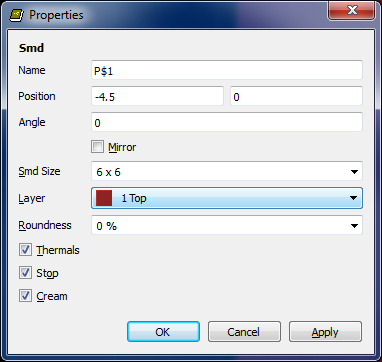 Properties
Smd
Name P$1
Position -4.5 0
Angle 0
Mirror
Smd Size 6 x 6
Layer 1 Top
Roundness 0 %
Thermals
Stop
Cream
OK Cancel Apply